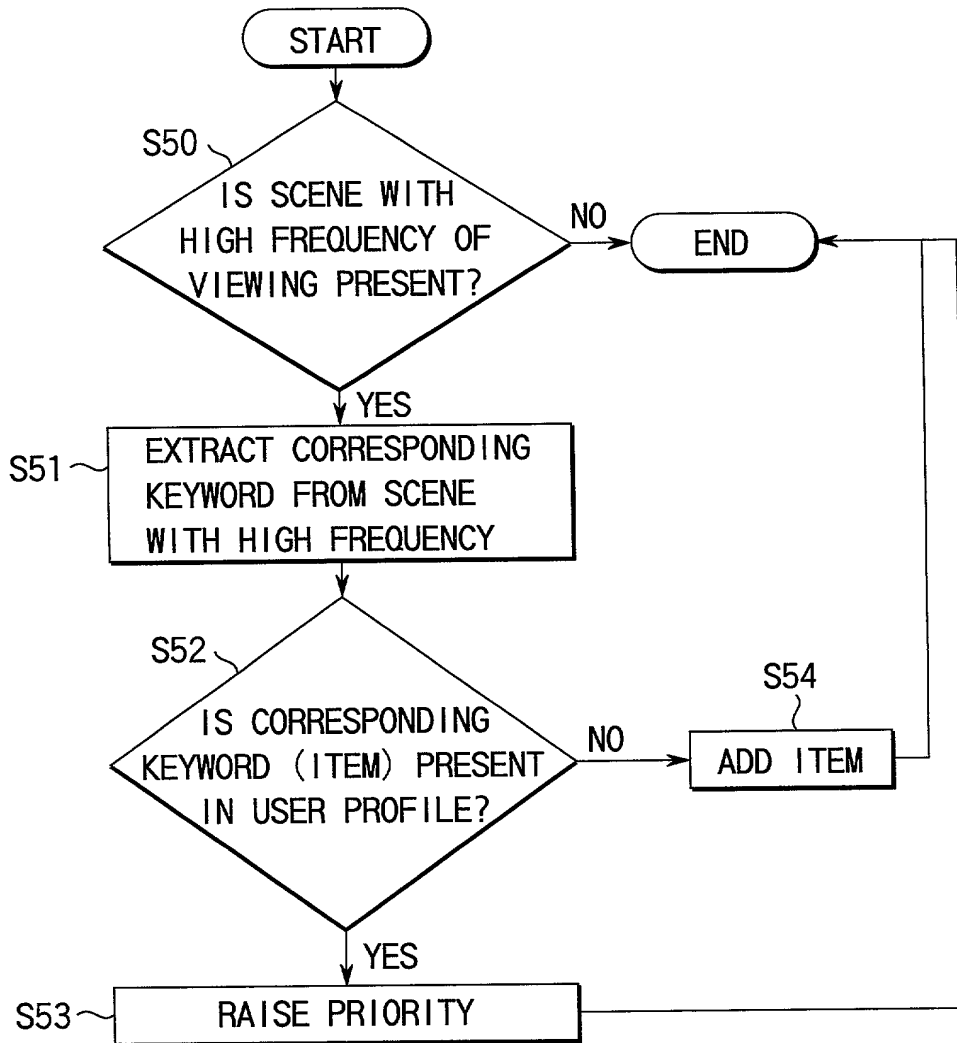 START
S50
IS SCENE WITH
HIGH FREQUENCY OF
VIEWING PRESENT?
NO
END
YES
S51
EXTRACT CORRESPONDING
KEYWORD FROM SCENE
WITH HIGH FREQUENCY
S52
IS CORRESPONDING
KEYWORD (ITEM) PRESENT
IN USER PROFILE?
NO
S54
ADD ITEM
YES
S53
RAISE PRIORITY